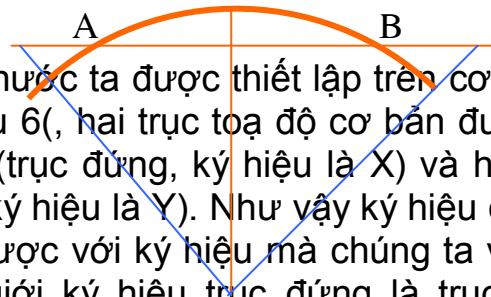 A B
nước ta được thiết lập trên cơ
u 6(, hai trục toạ độ cơ bản đu
(trục đứng, ký hiệu là X) và h
ký hiệu là Y). Như vậy ký hiệu
ược với ký hiệu mà chúng ta v
giới ký hiệu trục đứng là trục